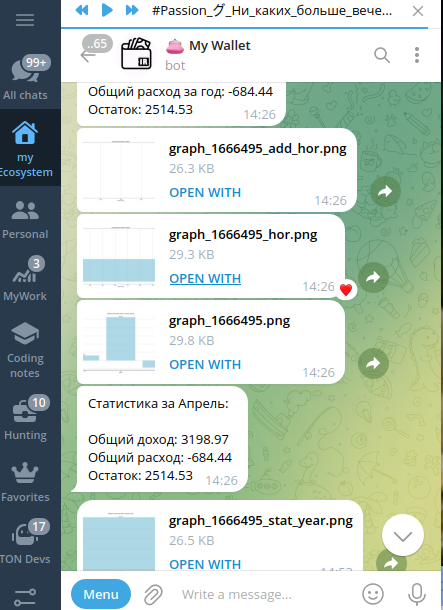 #Passion_グ_Ни_каких_больше_вече...
..65
My Wallet
bot
99+
All chats
my
Ecosystem
Personal
3
MyWork
Coding
notes
10
Hunting
Favorites
17
TON Devs
Общий расход за год: -684.44
Остаток: 2514.53
14:26
graph_1666495_add_hor.png
26.3 KB
OPEN WITH
14:26
graph_1666495_hor.png
29.3 KB
OPEN WITH
14:26
graph_1666495.png
29.8 KB
OPEN WITH
14:26
Статистика за Апрель:
Общий доход: 3198.97
Общий расход: -684.44
Остаток: 2514.53
14:26
graph_1666495_stat_year.png
26.5 KB
OPEN WITH
Menu
Write a message...